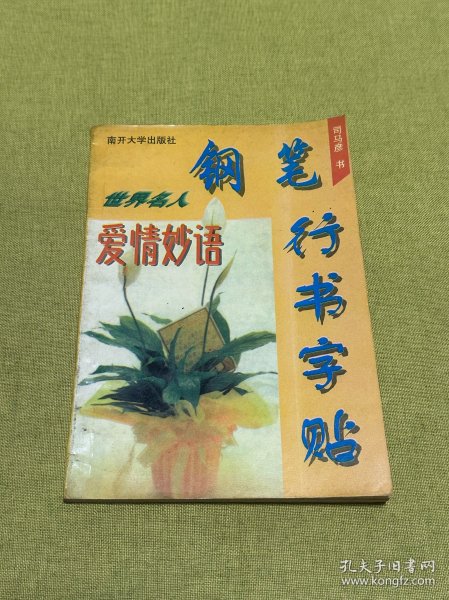 南开大学出版社
司马彦 书
钢笔行书字贴
世界名人
爱情妙语
孔夫子旧书网
www.kongfz.com